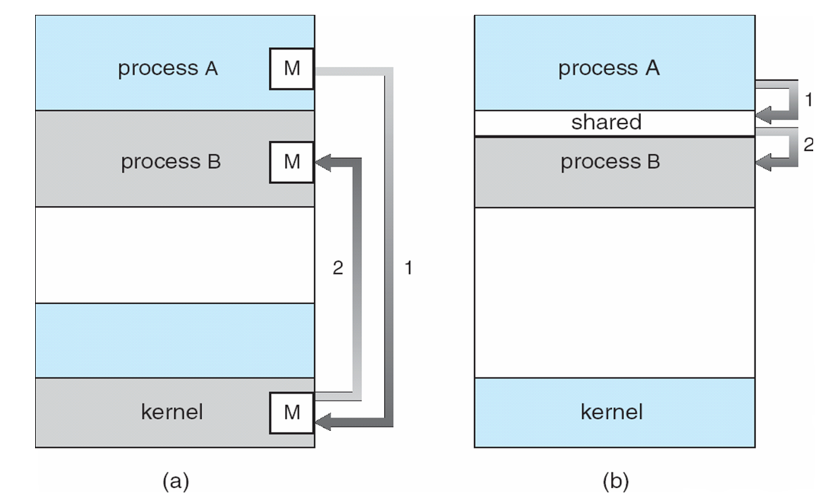 process A
M
process B
M
2
1
kernel
M
(a)
process A
1
shared
2
process B
kernel
(b)